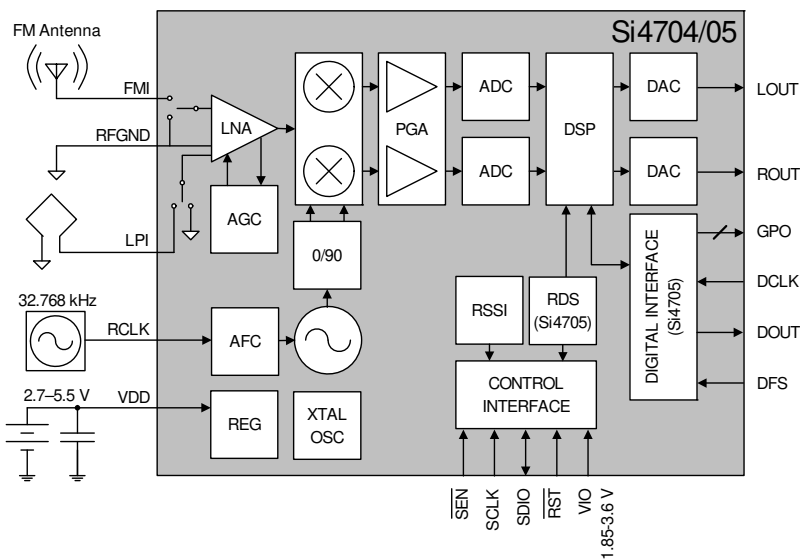 Si4704/05
FM Antenna
FMI
RFGND
LPI
32.768 kHz
RCLK
2.7–5.5 V
VDD
LNA
AGC
0/90
AFC
REG
XTAL
OSC
PGA
ADC
ADC
DSP
DAC
DAC
RSSI
RDS
(Si4705)
CONTROL
INTERFACE
DIGITAL INTERFACE
(Si4705)
LOUT
ROUT
GPO
DCLK
DOUT
DFS
SEN
SCLK
SDIO
RST
VIO
1.85-3.6 V